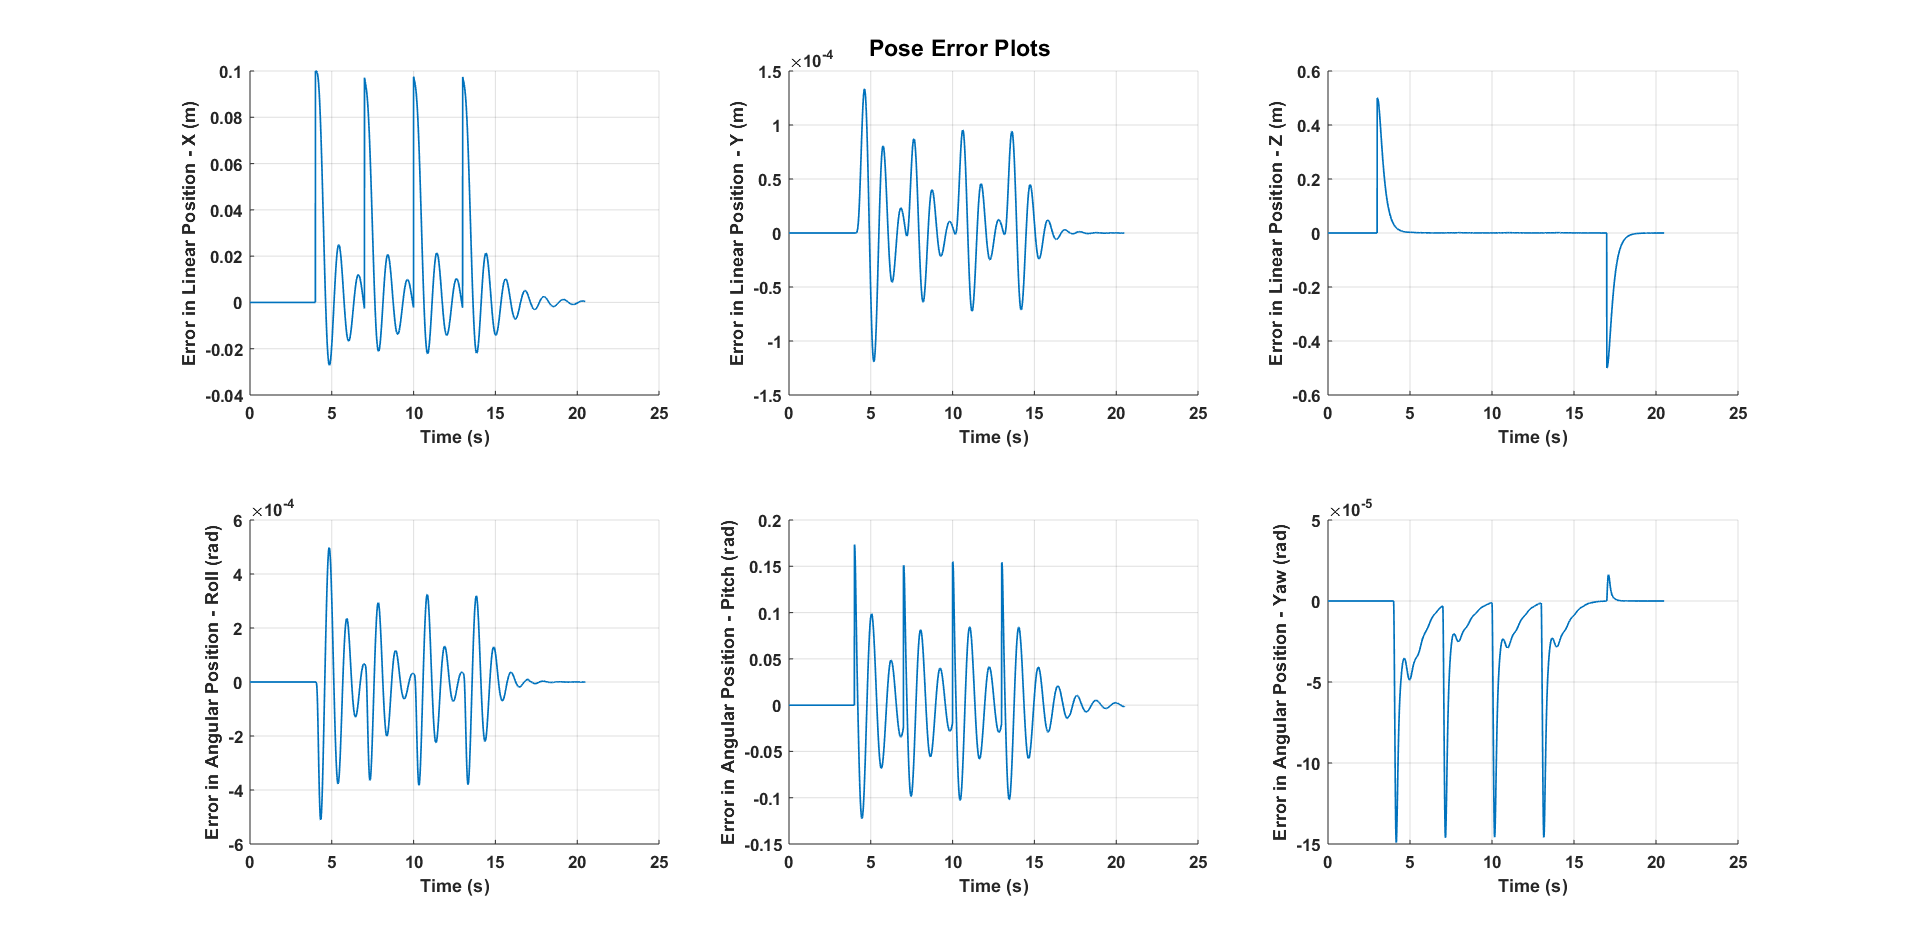 Pose Error Plots
Error in Linear Position - X (m)
0.1
0.08
0.06
0.04
0.02
0
-0.02
-0.04
0 5 10 15 20 25
Time (s)
×10-4
Error in Linear Position - Y (m)
1.5
1
0.5
0
-0.5
-1
-1.5
0 5 10 15 20 25
Time (s)
Error in Linear Position - Z (m)
0.6
0.4
0.2
0
-0.2
-0.4
-0.6
0 5 10 15 20 25
Time (s)
×10-4
Error in Angular Position - Roll (rad)
6
4
2
0
-2
-4
-6
0 5 10 15 20 25
Time (s)
Error in Angular Position - Pitch (rad)
0.2
0.15
0.1
0.05
0
-0.05
-0.1
-0.15
0 5 10 15 20 25
Time (s)
×10-5
Error in Angular Position - Yaw (rad)
5
0
-5
-10
-15
0 5 10 15 20 25
Time (s)